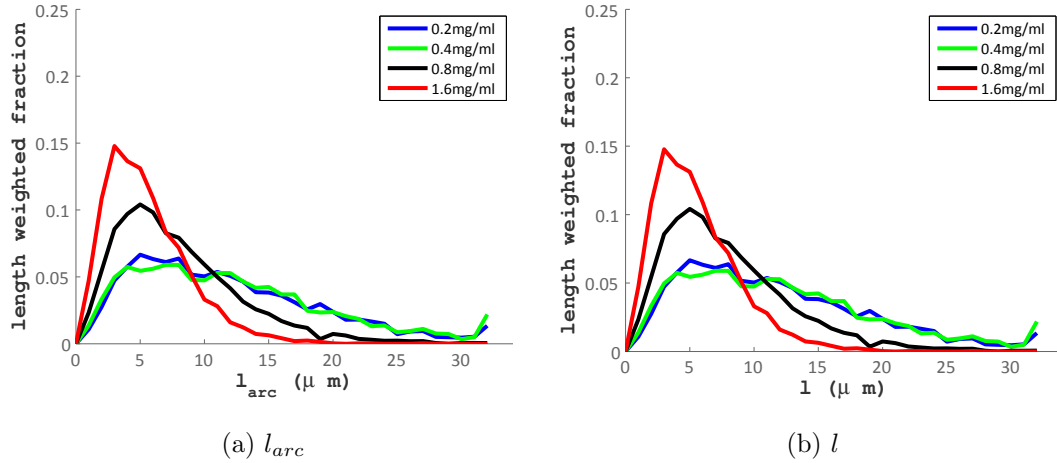 length weighted fraction
0.25
0.2
0.15
0.1
0.05
0
0 5 10 15 20 25 30
l_arc (μ m)
0.2mg/ml
0.4mg/ml
0.8mg/ml
1.6mg/ml
(a) l_arc
length weighted fraction
0.25
0.2
0.15
0.1
0.05
0
0 5 10 15 20 25 30
l (μ m)
0.2mg/ml
0.4mg/ml
0.8mg/ml
1.6mg/ml
(b) l